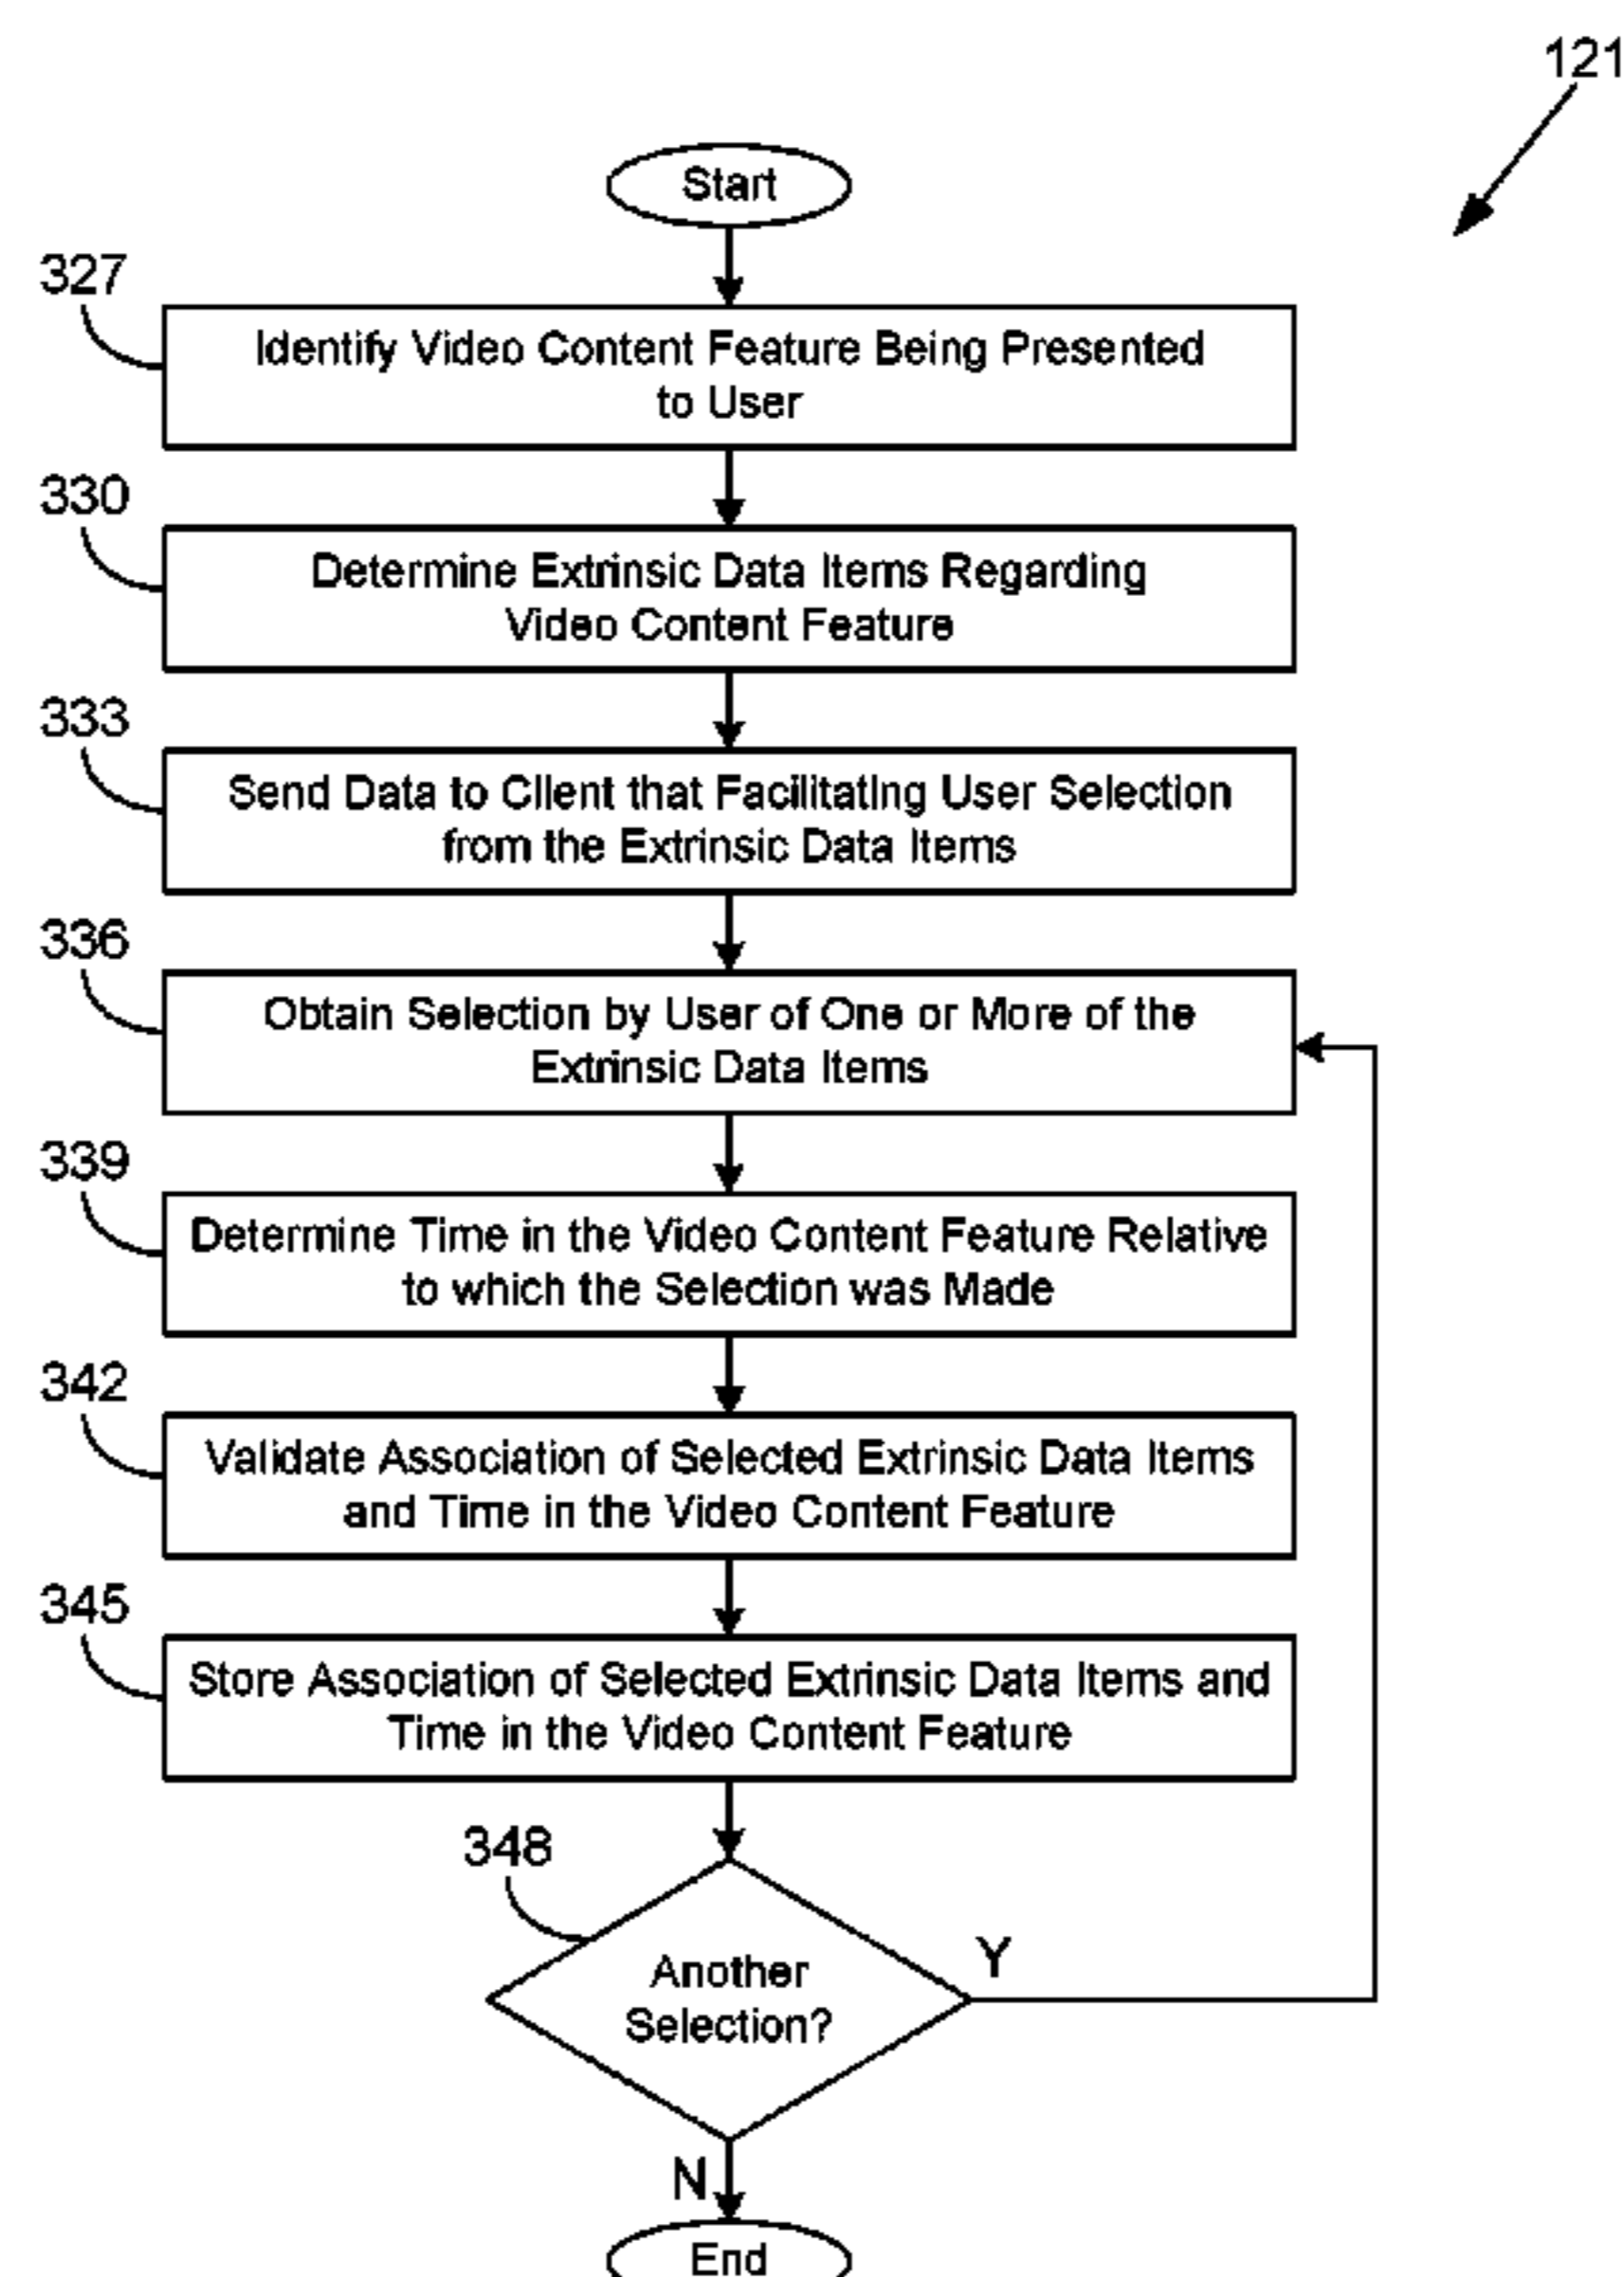 121
Start
327
Identify Video Content Feature Being Presented
to User
330
Determine Extrinsic Data Items Regarding
Video Content Feature
333
Send Data to Client that Facilitating User Selection
from the Extrinsic Data Items
336
Obtain Selection by User of One or More of the
Extrinsic Data Items
339
Determine Time in the Video Content Feature Relative
to which the Selection was Made
342
Validate Association of Selected Extrinsic Data Items
and Time in the Video Content Feature
345
Store Association of Selected Extrinsic Data Items and
Time in the Video Content Feature
348
Another
Selection?
Y
N
End